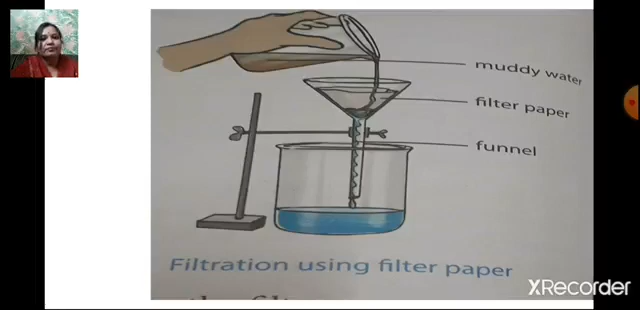 muddy water
filter paper
funnel
Filtration using filter paper
XRecorder